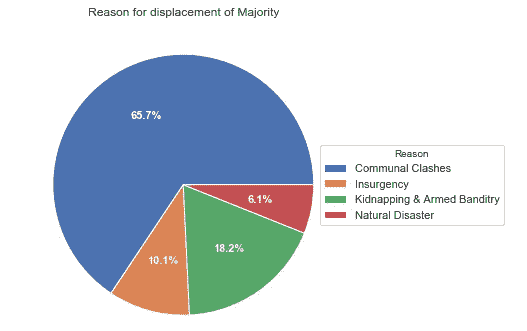 Reason for displacement of Majority
65.7%
6.1%
18.2%
10.1%
Reason
Communal Clashes
Insurgency
Kidnapping & Armed Banditry
Natural Disaster